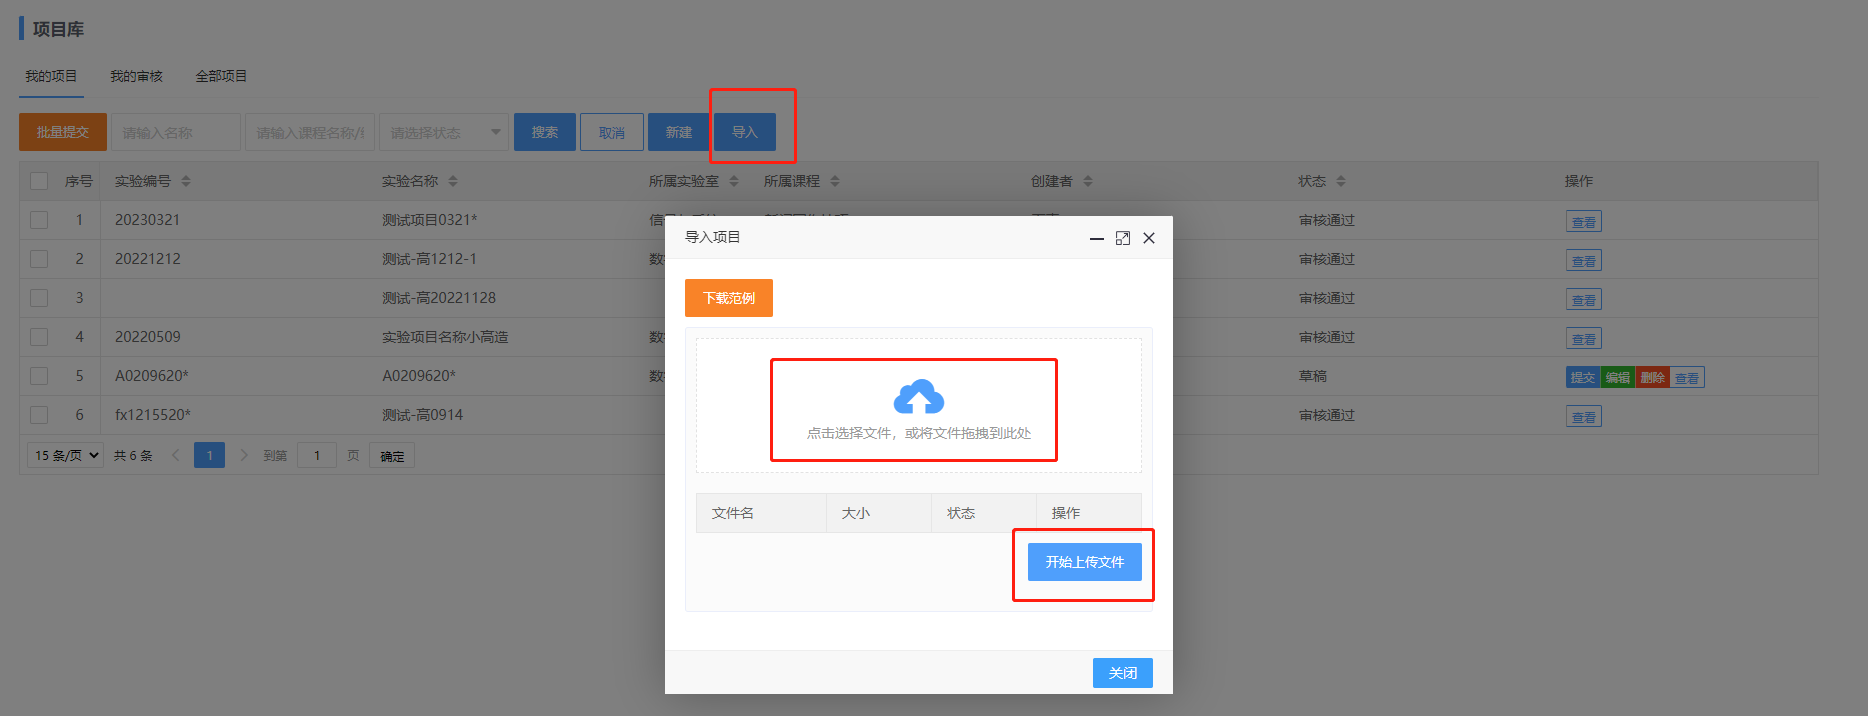 项目库
我的项目 我的审核 全部项目
批量提交 请输入名称 请输入课程名称/ 请选择状态 搜索 取消 新建 导入
序号 实验编号 实验名称 所属实验室 所属课程 创建者 状态 操作
1 20230321 测试项目0321* 审核通过 查看
2 20221212 测试-高1212-1 审核通过 查看
3 测试-高20221128 审核通过 查看
4 20220509 实验项目名称小高造 审核通过 查看
5 A0209620* A0209620* 草稿 提交 编辑 删除 查看
6 fx1215520* 测试-高0914 审核通过 查看
15 条/页 共 6 条 1 到第 1 页 确定
导入项目
下载范例
点击选择文件，或将文件拖拽到此处
文件名 大小 状态 操作
开始上传文件
关闭